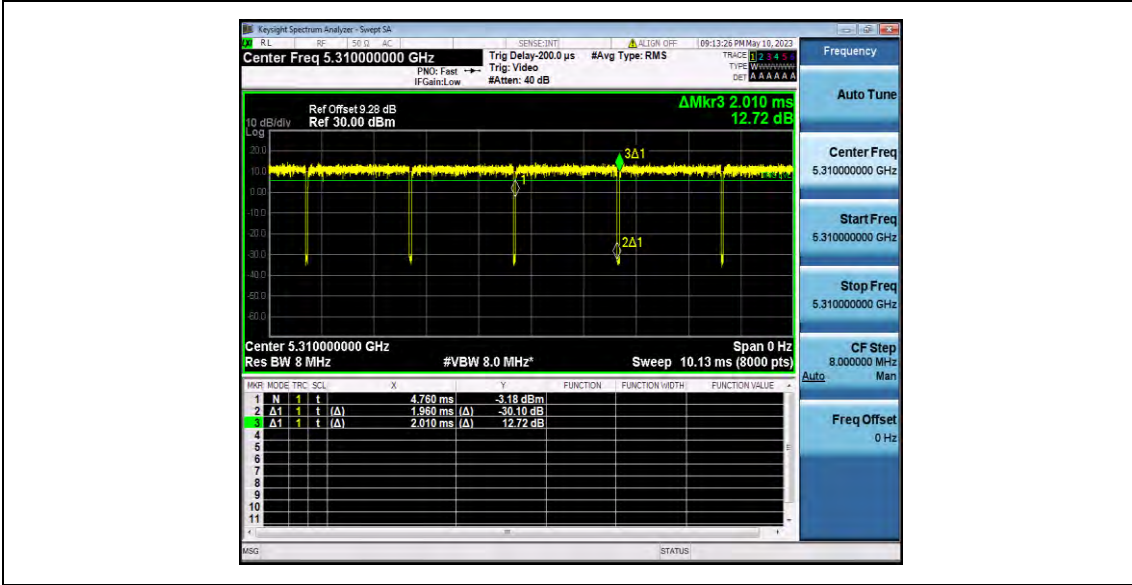 Keysight Spectrum Analyzer - Swept SA
RL RF 50 Ω AC SENSE:INT ALIGN OFF 09:13:26 PM May 10, 2023
Center Freq 5.310000000 GHz Trig Delay-200.0 µs #Avg Type: RMS TRACE 1 2 3 4 5 6
PNO: Fast Trig: Video TYPE W
IFGain:Low #Atten: 40 dB DET A A A A A A
Frequency
ΔMkr3 2.010 ms
12.72 dB
Ref Offset 9.28 dB
10 dB/div Ref 30.00 dBm
Log
20.0
10.0
0.00
-10.0
-20.0
-30.0
-40.0
-50.0
-60.0
1
3Δ1
2Δ1
Center 5.310000000 GHz Span 0 Hz
Res BW 8 MHz #VBW 8.0 MHz* Sweep 10.13 ms (8000 pts)
MKR MODE TRC SCL X Y FUNCTION FUNCTION WIDTH FUNCTION VALUE
1 N 1 t 4.760 ms -3.18 dBm
2 Δ1 1 t (Δ) 1.960 ms (Δ) -30.10 dB
3 Δ1 1 t (Δ) 2.010 ms (Δ) 12.72 dB
4
5
6
7
8
9
10
11
MSG STATUS
Auto Tune
Center Freq
5.310000000 GHz
Start Freq
5.310000000 GHz
Stop Freq
5.310000000 GHz
CF Step
8.000000 MHz
Auto Man
Freq Offset
0 Hz